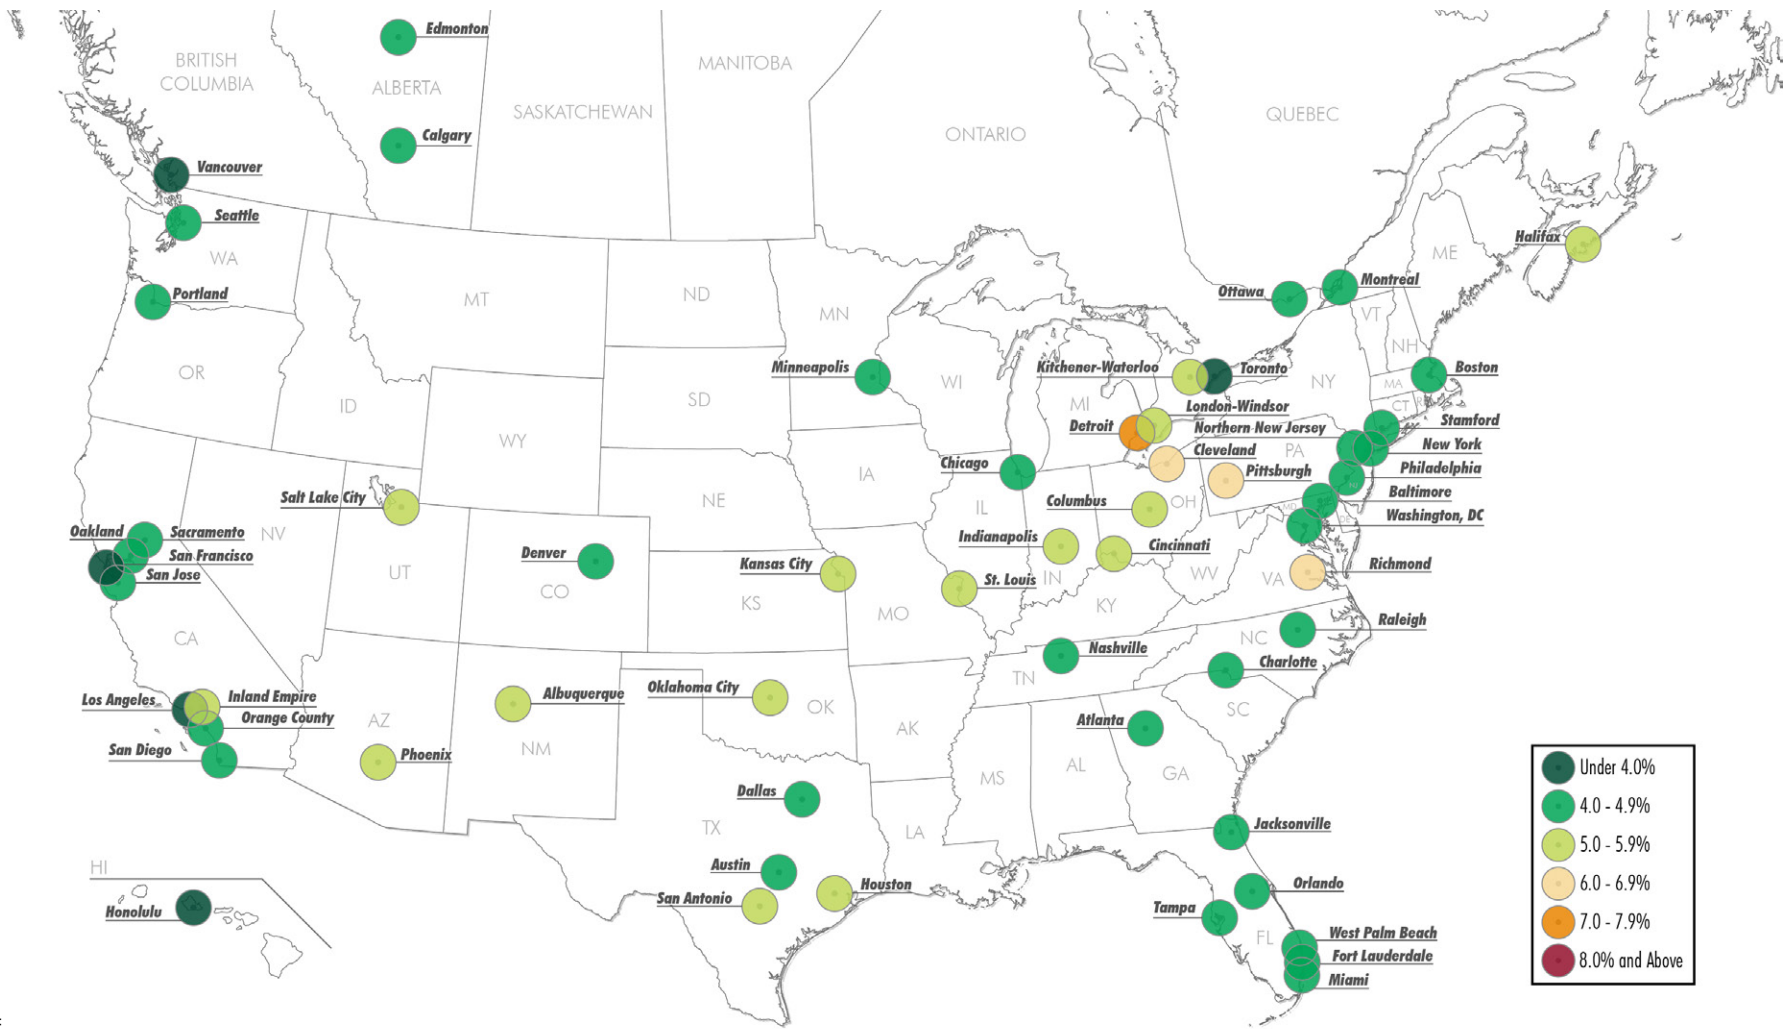 Edmonton
BRITISH
COLUMBIA
ALBERTA
MANITOBA
SASKATCHEWAN
ONTARIO
QUEBEC
Calgary
Vancouver
Seattle
WA
Portland
MT
ND
MN
Halifax
ME
Ottawa
Montreal
VT
NH
OR
ID
SD
Minneapolis
WI
Kitchener-Waterloo
Toronto
NY
Boston
MA
CT
MI
WY
London-Windsor
Detroit
Northern New Jersey
Stamford
New York
PA
Cleveland
Chicago
Pittsburgh
Philadelphia
IA
NE
Salt Lake City
Columbus
OH
IL
Baltimore
MD
Washington, DC
Oakland
Sacramento
NV
San Francisco
San Jose
UT
Denver
CO
Kansas City
Indianapolis
Cincinnati
IN
St. Louis
WV
VA
Richmond
KS
MO
KY
CA
Nashville
NC
Raleigh
TN
Charlotte
Los Angeles
Inland Empire
Orange County
San Diego
AZ
Phoenix
Albuquerque
NM
Oklahoma City
OK
AK
SC
Atlanta
MS
AL
GA
Dallas
TX
LA
Jacksonville
Austin
San Antonio
Houston
HI
Honolulu
Orlando
Tampa
FL
West Palm Beach
Fort Lauderdale
Miami
Under 4.0%
4.0 - 4.9%
5.0 - 5.9%
6.0 - 6.9%
7.0 - 7.9%
8.0% and Above